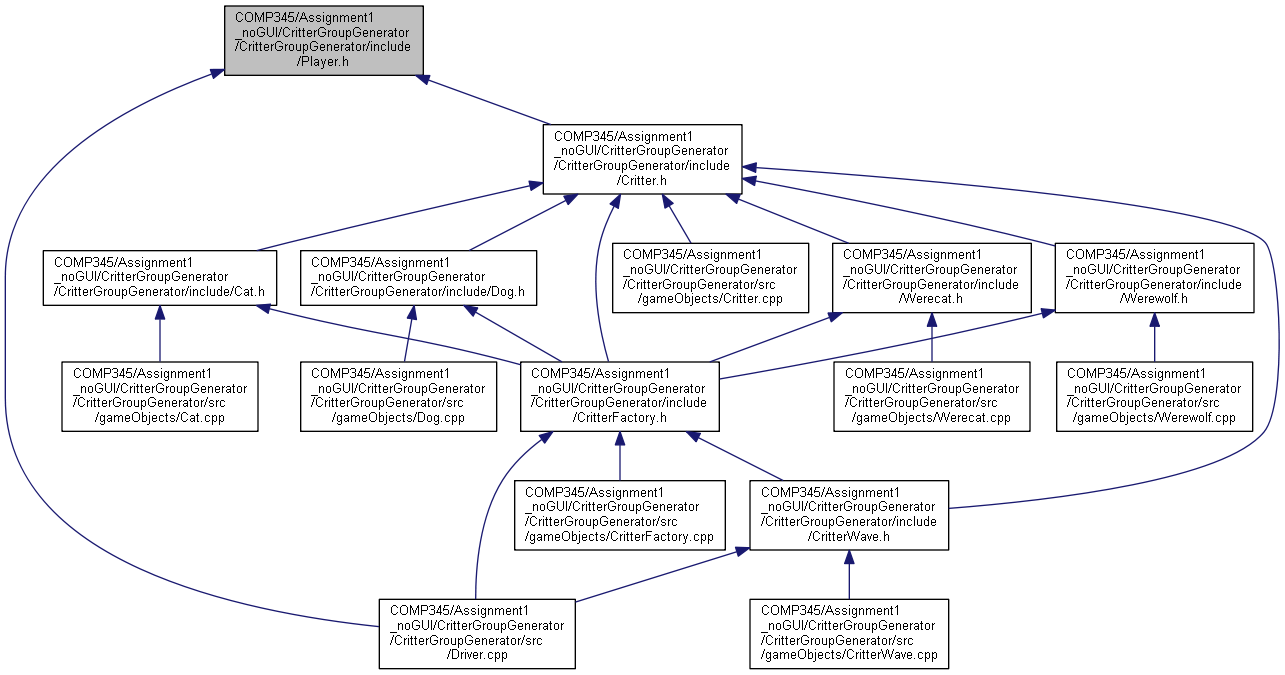 COMP345/Assignment1
_noGUI/CritterGroupGenerator
/CritterGroupGenerator/include
/Player.h
COMP345/Assignment1
_noGUI/CritterGroupGenerator
/CritterGroupGenerator/include
/Critter.h
COMP345/Assignment1
_noGUI/CritterGroupGenerator
/CritterGroupGenerator/include/Cat.h
COMP345/Assignment1
_noGUI/CritterGroupGenerator
/CritterGroupGenerator/include/Dog.h
COMP345/Assignment1
_noGUI/CritterGroupGenerator
/CritterGroupGenerator/src
/gameObjects/Critter.cpp
COMP345/Assignment1
_noGUI/CritterGroupGenerator
/CritterGroupGenerator/include
/Werecat.h
COMP345/Assignment1
_noGUI/CritterGroupGenerator
/CritterGroupGenerator/include
/Werewolf.h
COMP345/Assignment1
_noGUI/CritterGroupGenerator
/CritterGroupGenerator/src
/gameObjects/Cat.cpp
COMP345/Assignment1
_noGUI/CritterGroupGenerator
/CritterGroupGenerator/src
/gameObjects/Dog.cpp
COMP345/Assignment1
_noGUI/CritterGroupGenerator
/CritterGroupGenerator/include
/CritterFactory.h
COMP345/Assignment1
_noGUI/CritterGroupGenerator
/CritterGroupGenerator/src
/gameObjects/Werecat.cpp
COMP345/Assignment1
_noGUI/CritterGroupGenerator
/CritterGroupGenerator/src
/gameObjects/Werewolf.cpp
COMP345/Assignment1
_noGUI/CritterGroupGenerator
/CritterGroupGenerator/src
/gameObjects/CritterFactory.cpp
COMP345/Assignment1
_noGUI/CritterGroupGenerator
/CritterGroupGenerator/include
/CritterWave.h
COMP345/Assignment1
_noGUI/CritterGroupGenerator
/CritterGroupGenerator/src
/Driver.cpp
COMP345/Assignment1
_noGUI/CritterGroupGenerator
/CritterGroupGenerator/src
/gameObjects/CritterWave.cpp